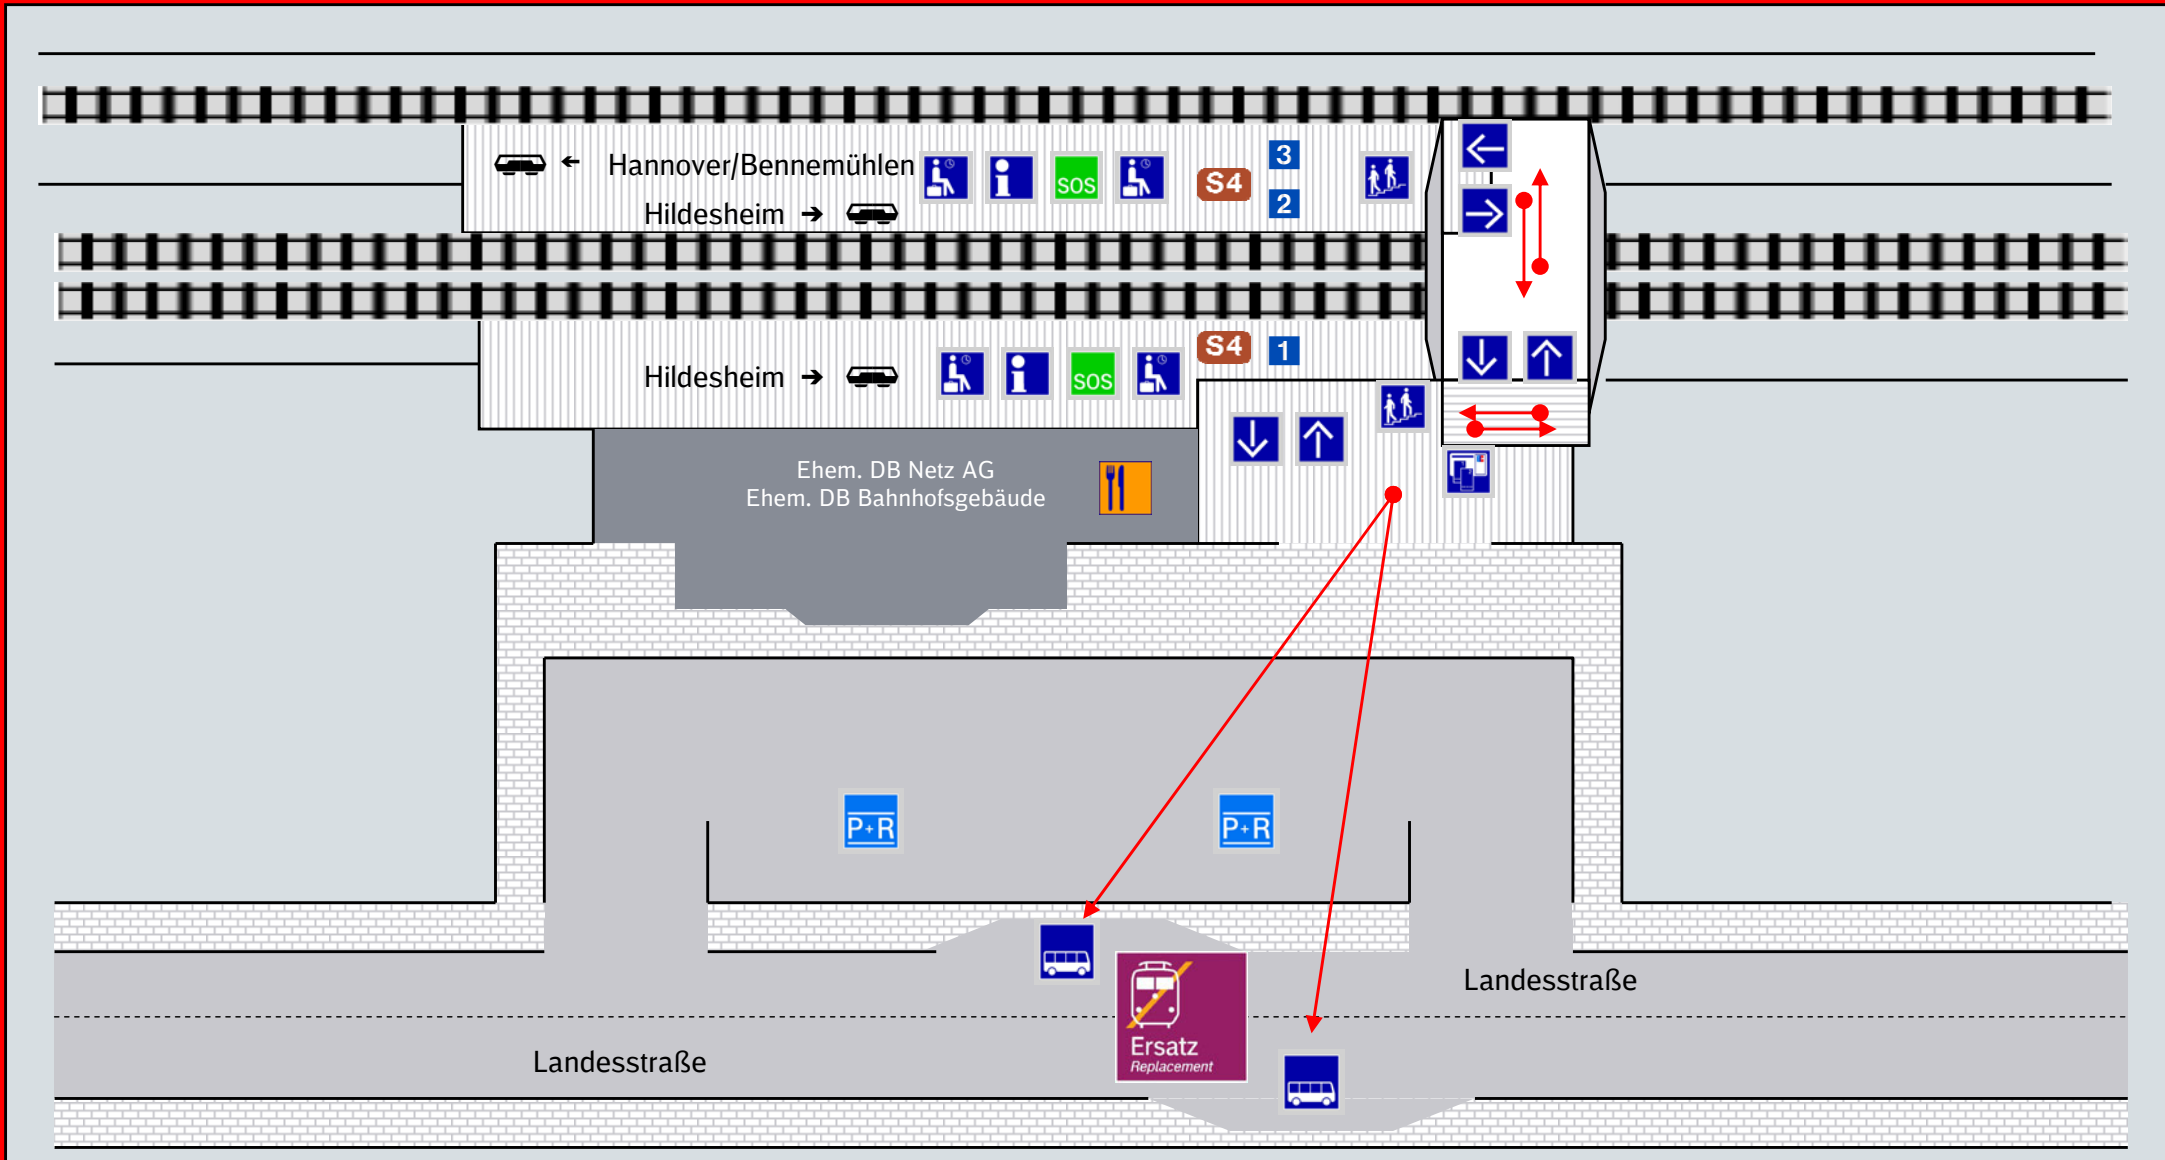 Hannover/Bennemühlen
Hildesheim
SOS
S4
3
2
Hildesheim
SOS
S4
1
Ehem. DB Netz AG
Ehem. DB Bahnhofsgebäude
P+R
P+R
Landesstraße
Ersatz
Replacement
Landesstraße